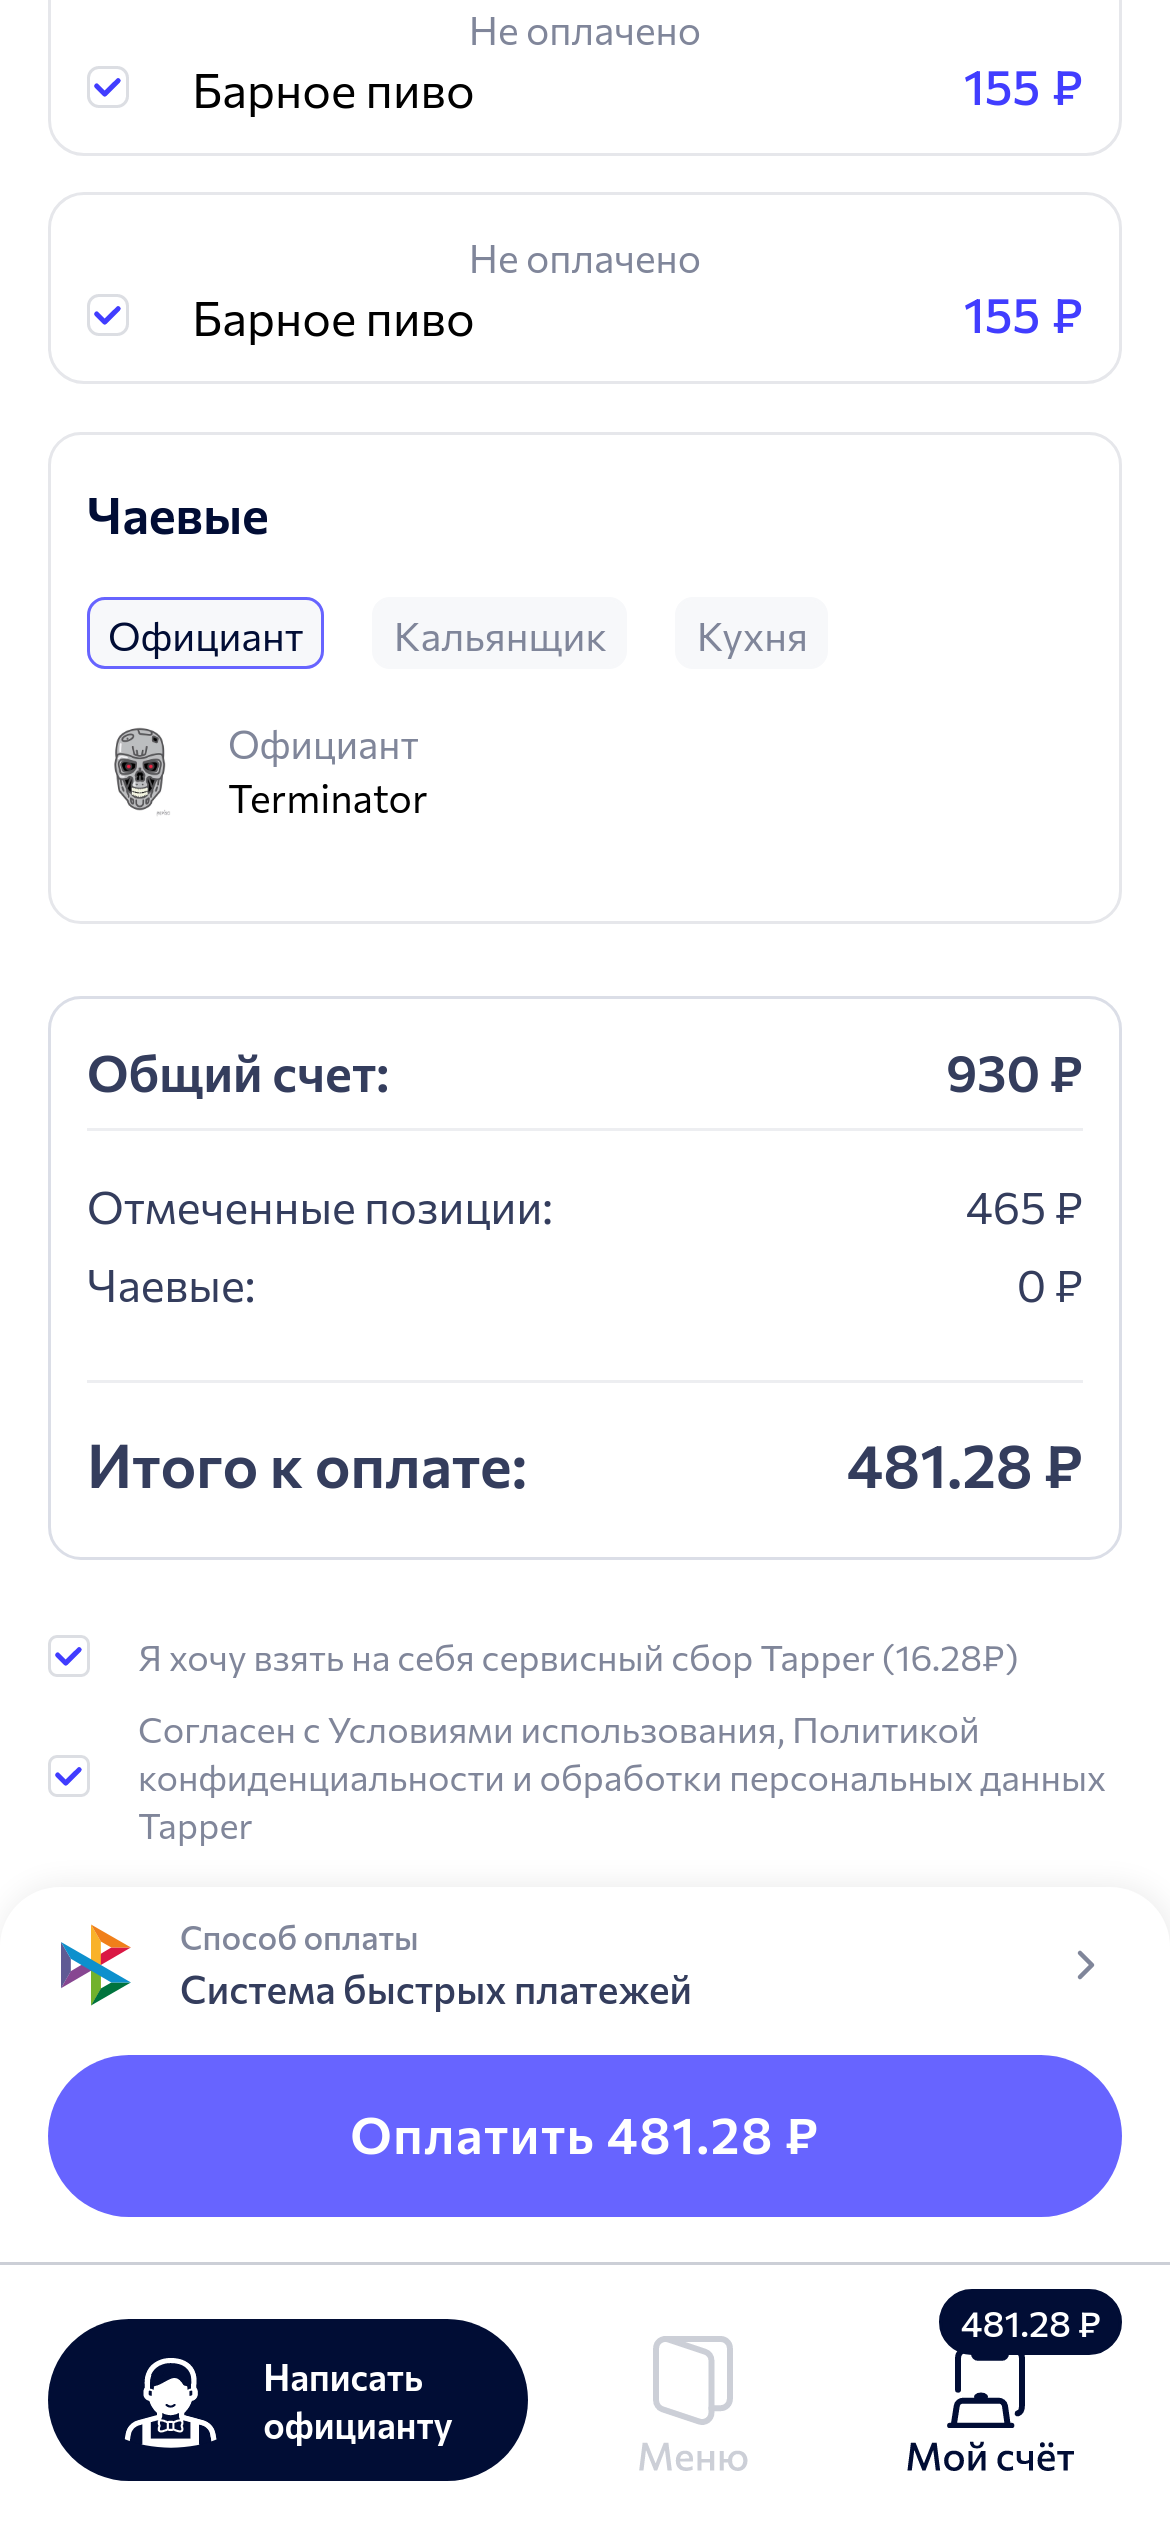 Не оплачено
Барное пиво 155 ₽
Не оплачено
Барное пиво 155 ₽
Чаевые
Официант Кальянщик Кухня
Официант
Terminator
Общий счет: 930 ₽
Отмеченные позиции: 465 ₽
Чаевые: 0 ₽
Итого к оплате: 481.28 ₽
Я хочу взять на себя сервисный сбор Tapper (16.28₽)
Согласен с Условиями использования, Политикой
конфиденциальности и обработки персональных данных
Tapper
Способ оплаты
Система быстрых платежей
Оплатить 481.28 ₽
481.28 ₽
Написать
официанту
Меню
Мой счёт